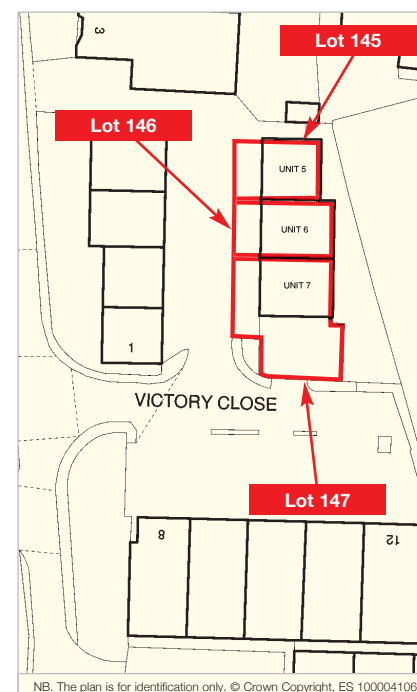 3
Lot 145
Lot 146
UNIT 5
UNIT 6
UNIT 7
1
VICTORY CLOSE
Lot 147
8
12
NB. The plan is for identification only. © Crown Copyright, ES 100004106